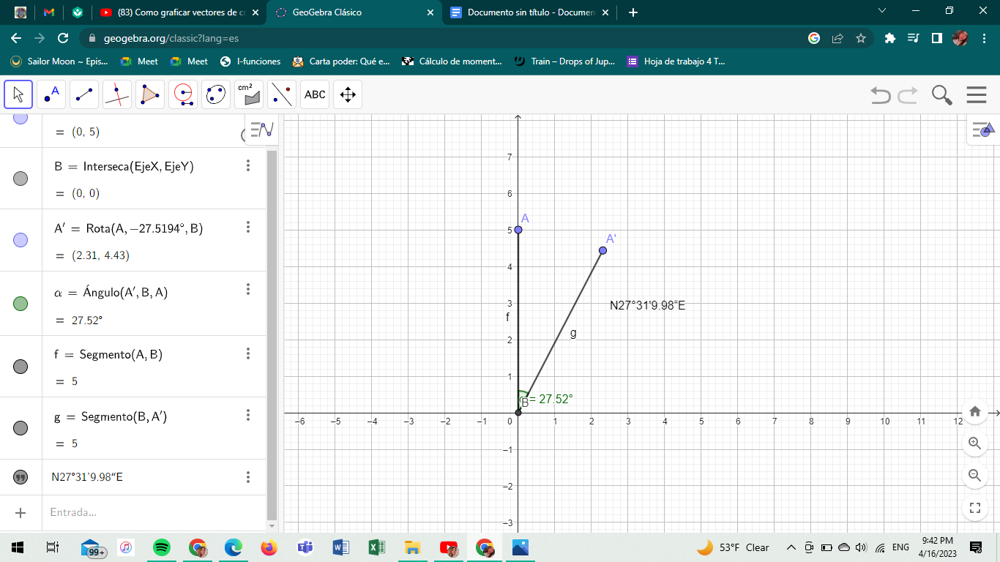 (83) Como graficar vectores de co
GeoGebra Clásico
Documento sin título - Documen
geogebra.org/classic?lang=es
Sailor Moon ~ Epis...
Meet
Meet
I-funciones
Carta poder: Qué e...
Cálculo de moment...
Train – Drops of Jup...
Hoja de trabajo 4 T...
A
cm²
ABC
= (0, 5)
B = Interseca(EjeX, EjeY)
= (0, 0)
A′ = Rota(A, −27.5194°, B)
= (2.31, 4.43)
α = Ángulo(A′, B, A)
= 27.52°
f = Segmento(A, B)
= 5
g = Segmento(B, A′)
= 5
N27°31'9.98“E
Entrada...
7
6
5
4
3
2
1
−1
−2
−3
−6 −5 −4 −3 −2 −1 0 1 2 3 4 5 6 7 8 9 10 11 12
A
A'
N27°31'9.98“E
f
g
B
= 27.52°
99+
53°F Clear
ENG
9:42 PM
4/16/2023